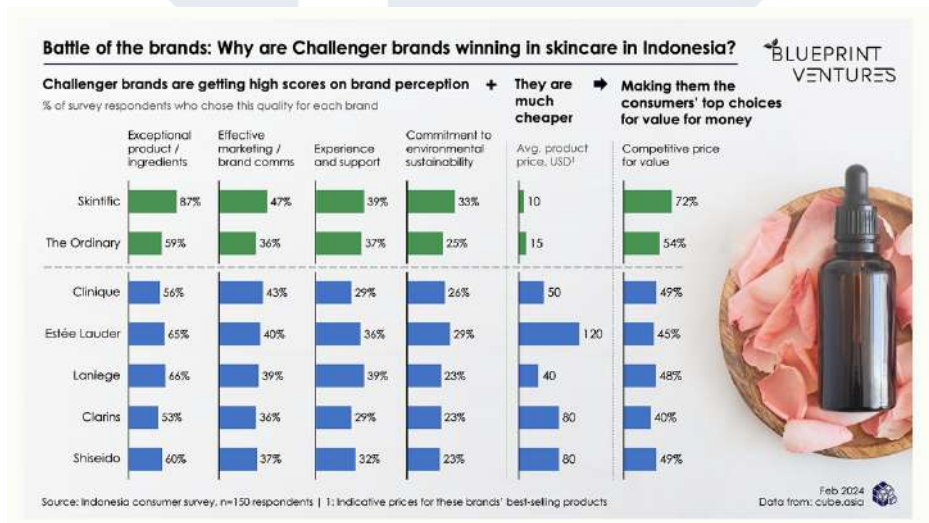 Battle of the brands: Why are Challenger brands winning in skincare in Indonesia?
BLUEPRINT
VENTURES
Challenger brands are getting high scores on brand perception + They are much cheaper ➡ Making them the consumers' top choices for value for money
% of survey respondents who chose this quality for each brand
Exceptional product / ingredients
Effective marketing / brand comms
Experience and support
Commitment to environmental sustainability
Avg. product price, USD¹
Competitive price for value
Skintific 87% 47% 39% 33% 10 72%
The Ordinary 59% 36% 37% 25% 15 54%
Clinique 56% 43% 29% 26% 50 49%
Estée Lauder 65% 40% 36% 29% 120 45%
Laniege 66% 39% 39% 23% 40 48%
Clarins 53% 36% 29% 23% 80 40%
Shiseido 60% 37% 32% 23% 80 49%
Source: Indonesia consumer survey, n=150 respondents | 1: Indicative prices for these brands' best-selling products
Feb 2024
Data from: cube.asia